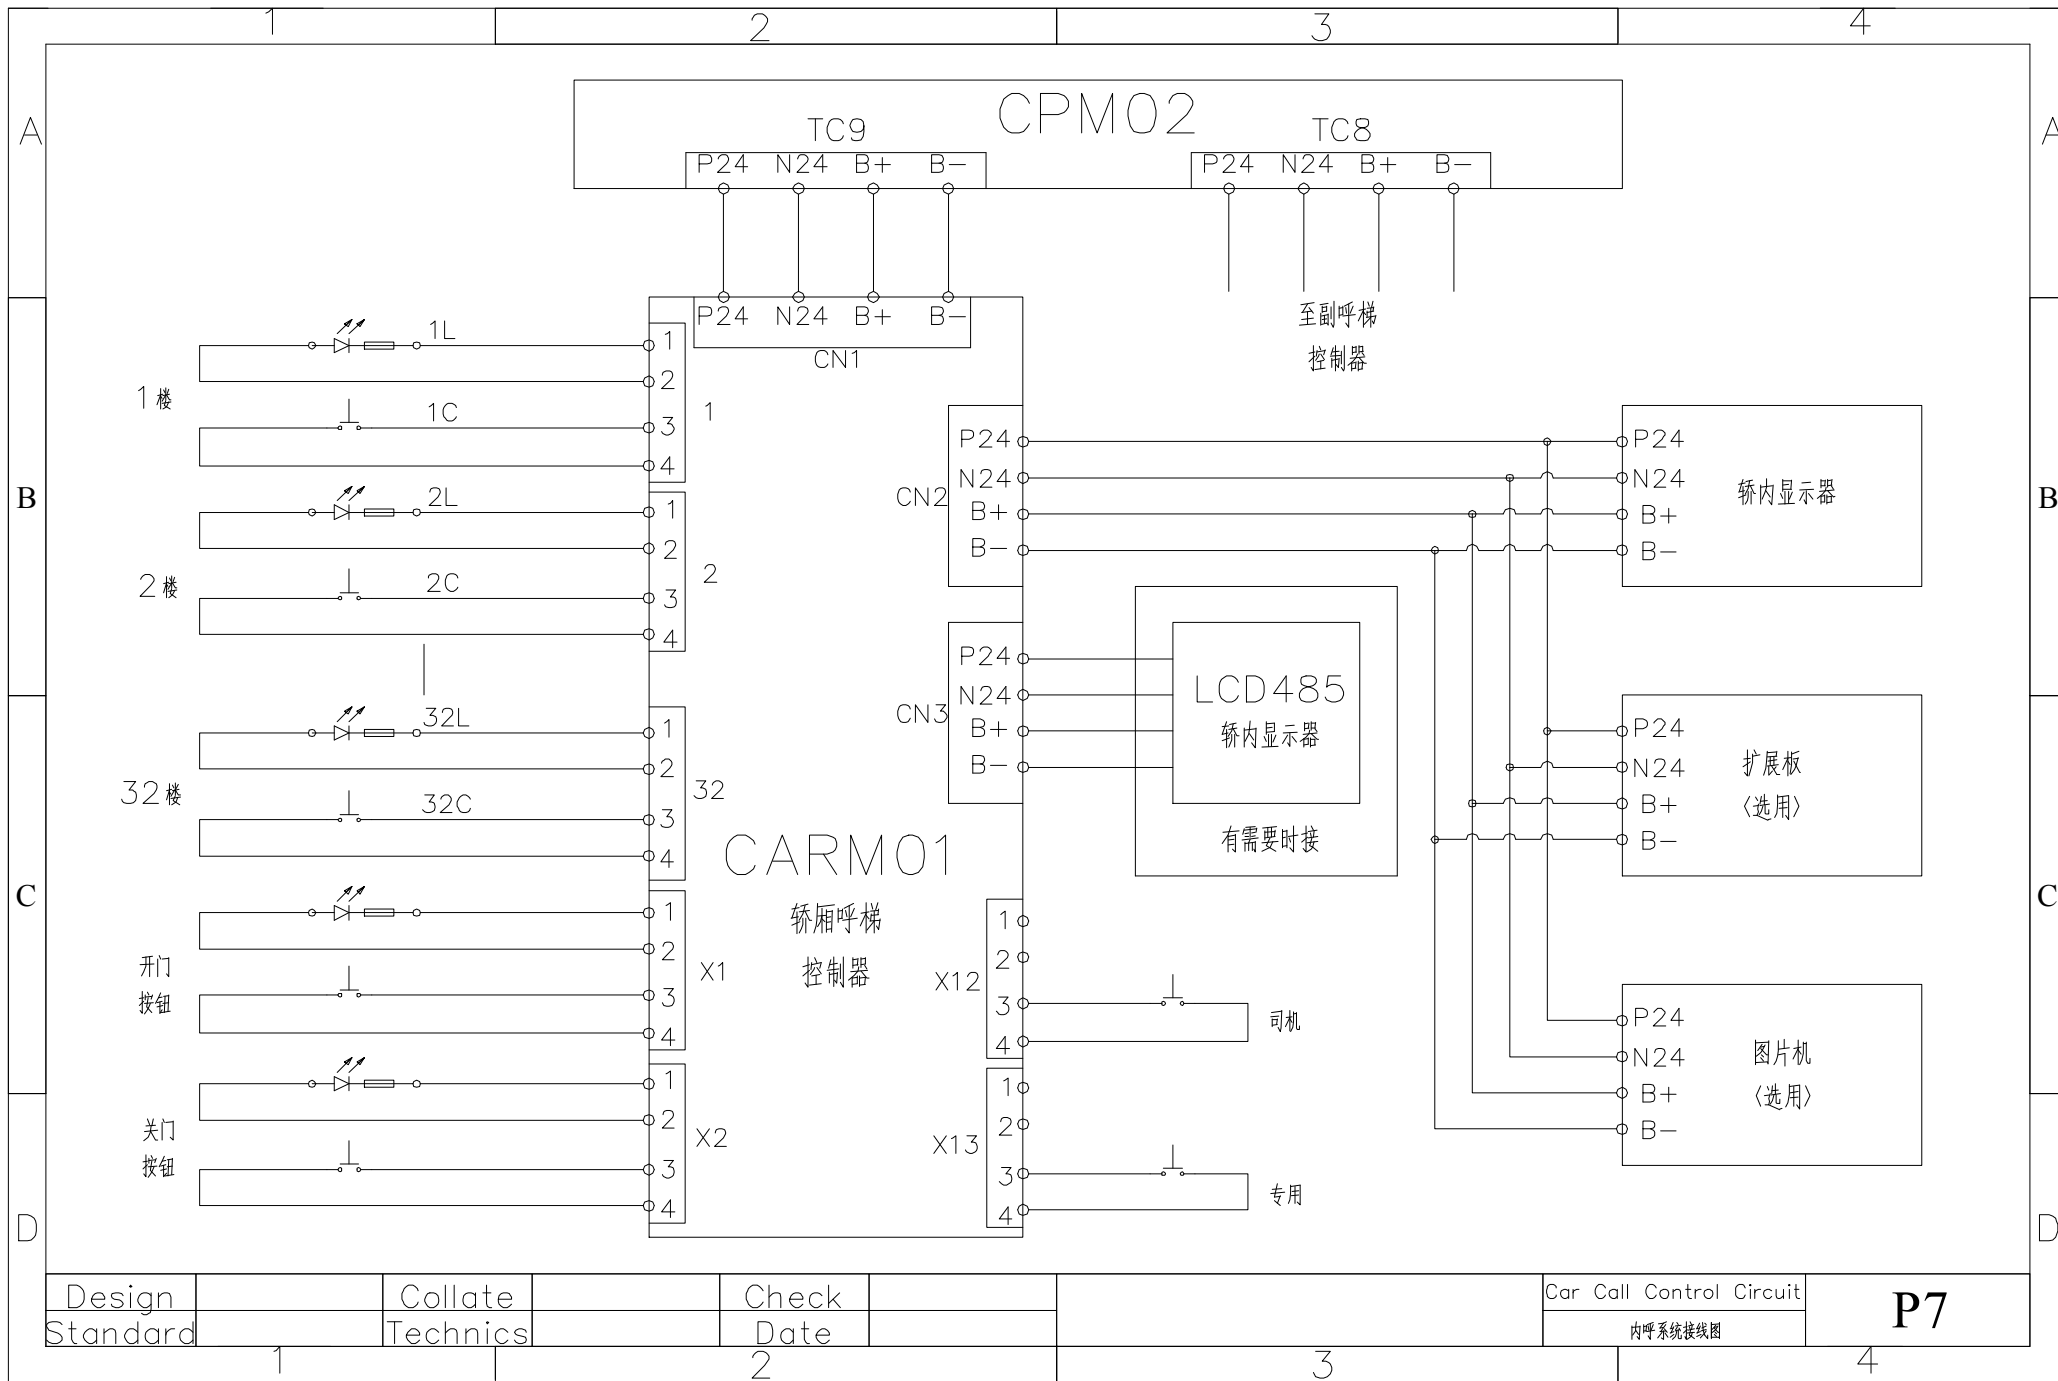 1 2 3 4
A A
CPM02
TC9 TC8
P24 N24 B+ B-
P24 N24 B+ B-
P24 N24 B+ B-
CN1
至副呼梯
控制器
1L
1
2
1楼
1C
3
4
1
B B
2L
1
2
2楼
2C
3
4
2
CN2
P24
N24
B+
B-
P24
N24
B+
B-
轿内显示器
CN3
P24
N24
B+
B-
LCD485
轿内显示器
有需要时接
32L
1
2
32楼
32C
3
4
32
P24
N24
B+
B-
扩展板
〈选用〉
CARM01
轿厢呼梯
控制器
C C
1
2
开门
按钮
3
4
X1
X12
1
2
3
4
司机
P24
N24
B+
B-
图片机
〈选用〉
1
2
关门
按钮
3
4
X2
X13
1
2
3
4
专用
D D
Design Collate Check
Standard Technics Date
Car Call Control Circuit
内呼系统接线图
P7
1 2 3 4